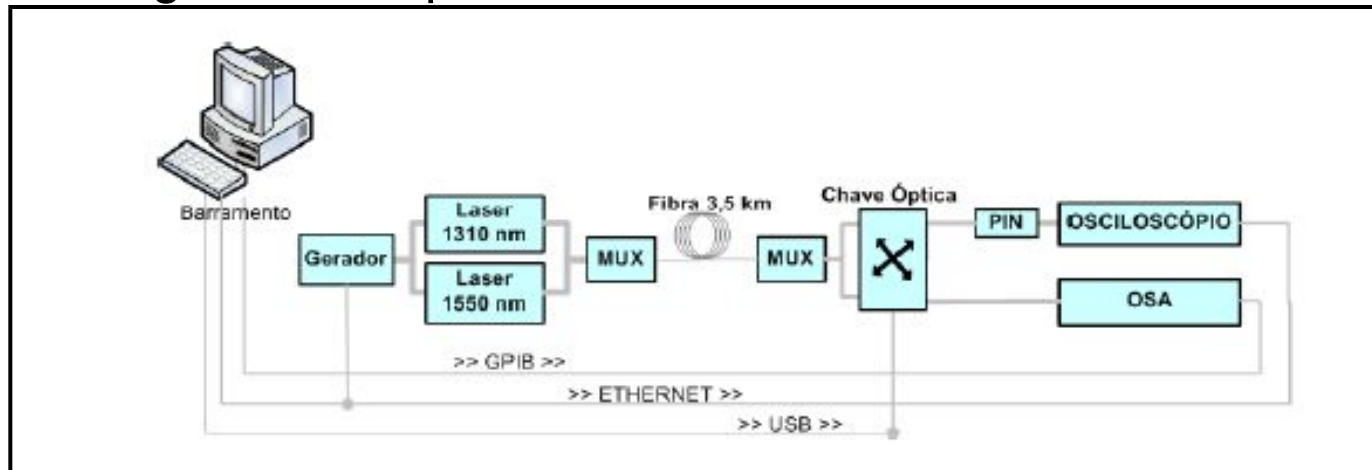 Barramento
Gerador
Laser
1310 nm
Laser
1550 nm
MUX
Fibra 3,5 km
MUX
Chave Óptica
PIN
OSCILOSCÓPIO
OSA
>> GPIB >>
>> ETHERNET >>
>> USB >>